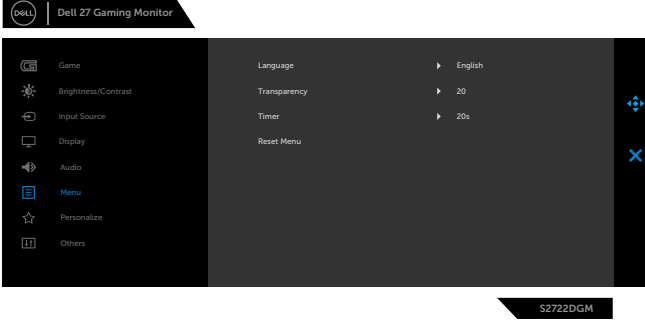 DELL
Dell 27 Gaming Monitor
Game
Brightness/Contrast
Input Source
Display
Audio
Menu
Personalize
Others
Language English
Transparency 20
Timer 20s
Reset Menu
S2722DGM